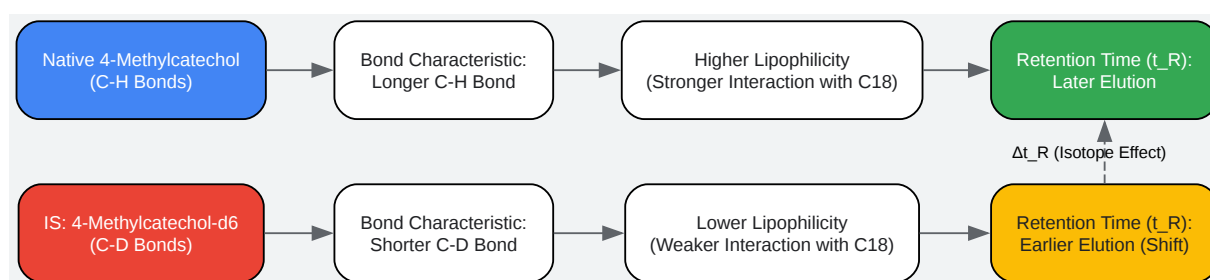 Native 4-Methylcatechol
(C-H Bonds)
Bond Characteristic:
Longer C-H Bond
Higher Lipophilicity
(Stronger Interaction with C18)
Retention Time (t_R):
Later Elution
Δt_R (Isotope Effect)
IS: 4-Methylcatechol-d6
(C-D Bonds)
Bond Characteristic:
Shorter C-D Bond
Lower Lipophilicity
(Weaker Interaction with C18)
Retention Time (t_R):
Earlier Elution (Shift)